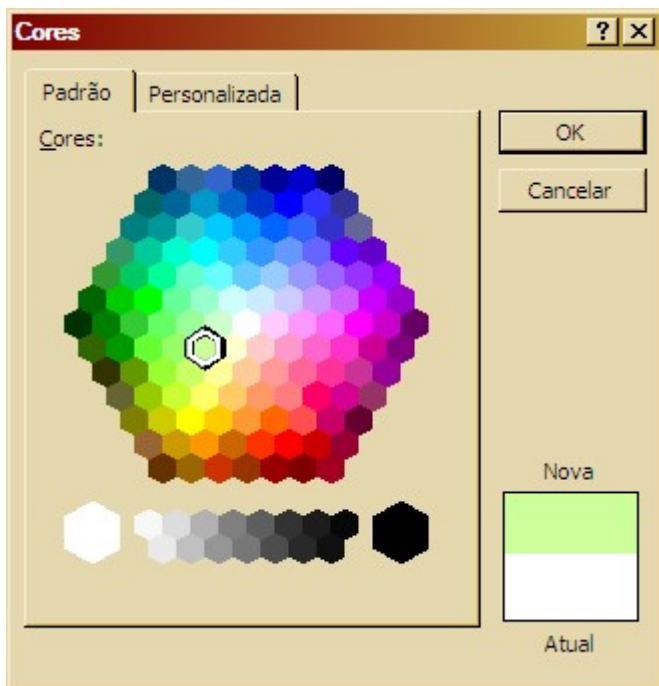 Cores
Padrão
Personalizada
Cores:
OK
Cancelar
Nova
Atual